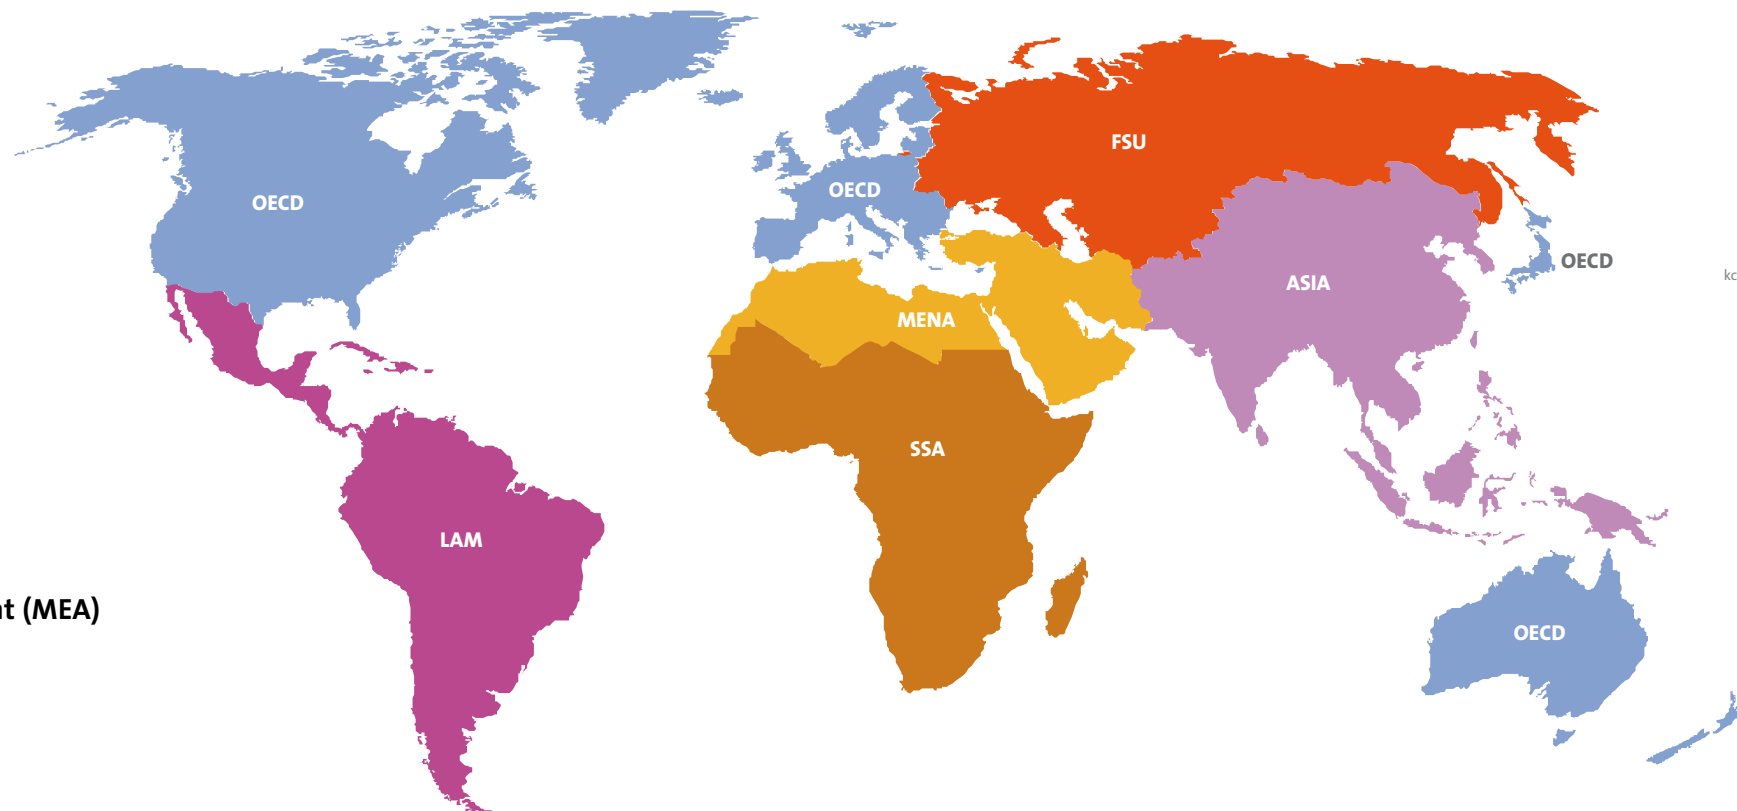 FSU
OECD
OECD
OECD
ASIA
kc
MENA
SSA
LAM
t (MEA)
OECD